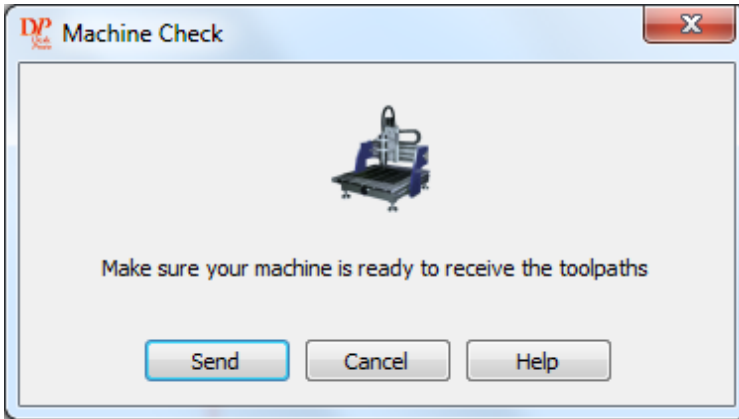 DP
Machine Check
Make sure your machine is ready to receive the toolpaths
Send
Cancel
Help